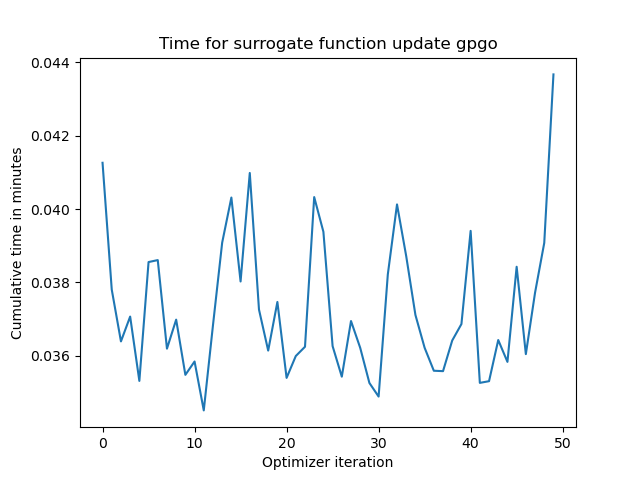 Time for surrogate function update gpgo
0.044
0.042
0.040
0.038
0.036
Cumulative time in minutes
0 10 20 30 40 50
Optimizer iteration